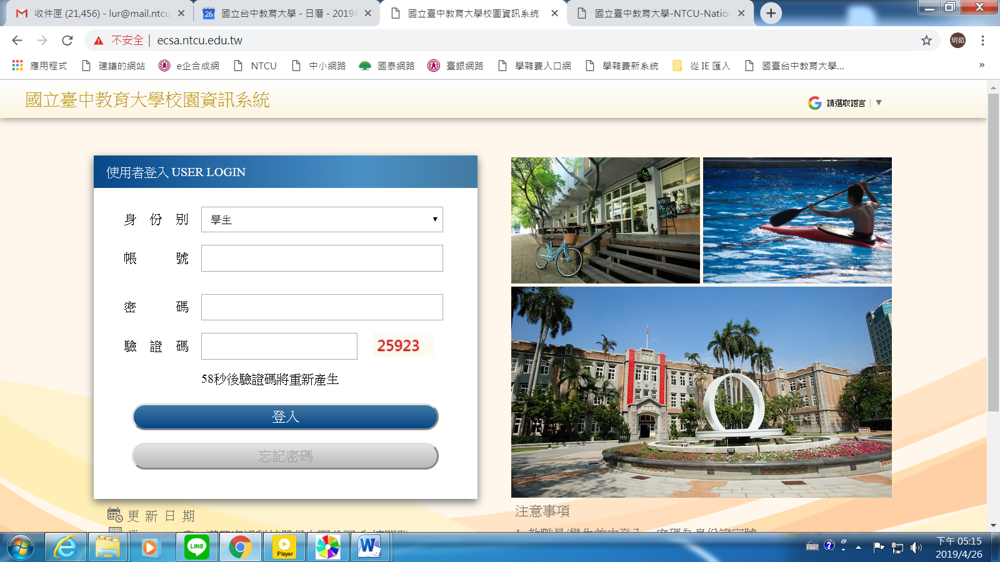 收件匣 (21,456) - lur@mail.ntcu
26
國立台中教育大學 - 日曆 - 2019
國立臺中教育大學校園資訊系統
國立臺中教育大學-NTCU-Nation
不安全 ecsa.ntcu.edu.tw
玥茹
應用程式
建議的網站
e企合成網
NTCU
中小網路
國泰網路
臺銀網路
學雜費入口網
學雜費新系統
從 IE 匯入
國臺台中教育大學...
»
國立臺中教育大學校園資訊系統
請選取語言 ▼
使用者登入 USER LOGIN
身 份 別
學生
帳 號
密 碼
驗 證 碼
25923
58秒後驗證碼將重新產生
登入
忘記密碼
更 新 日 期
注意事項
LINE
Player
下午 05:15
2019/4/26